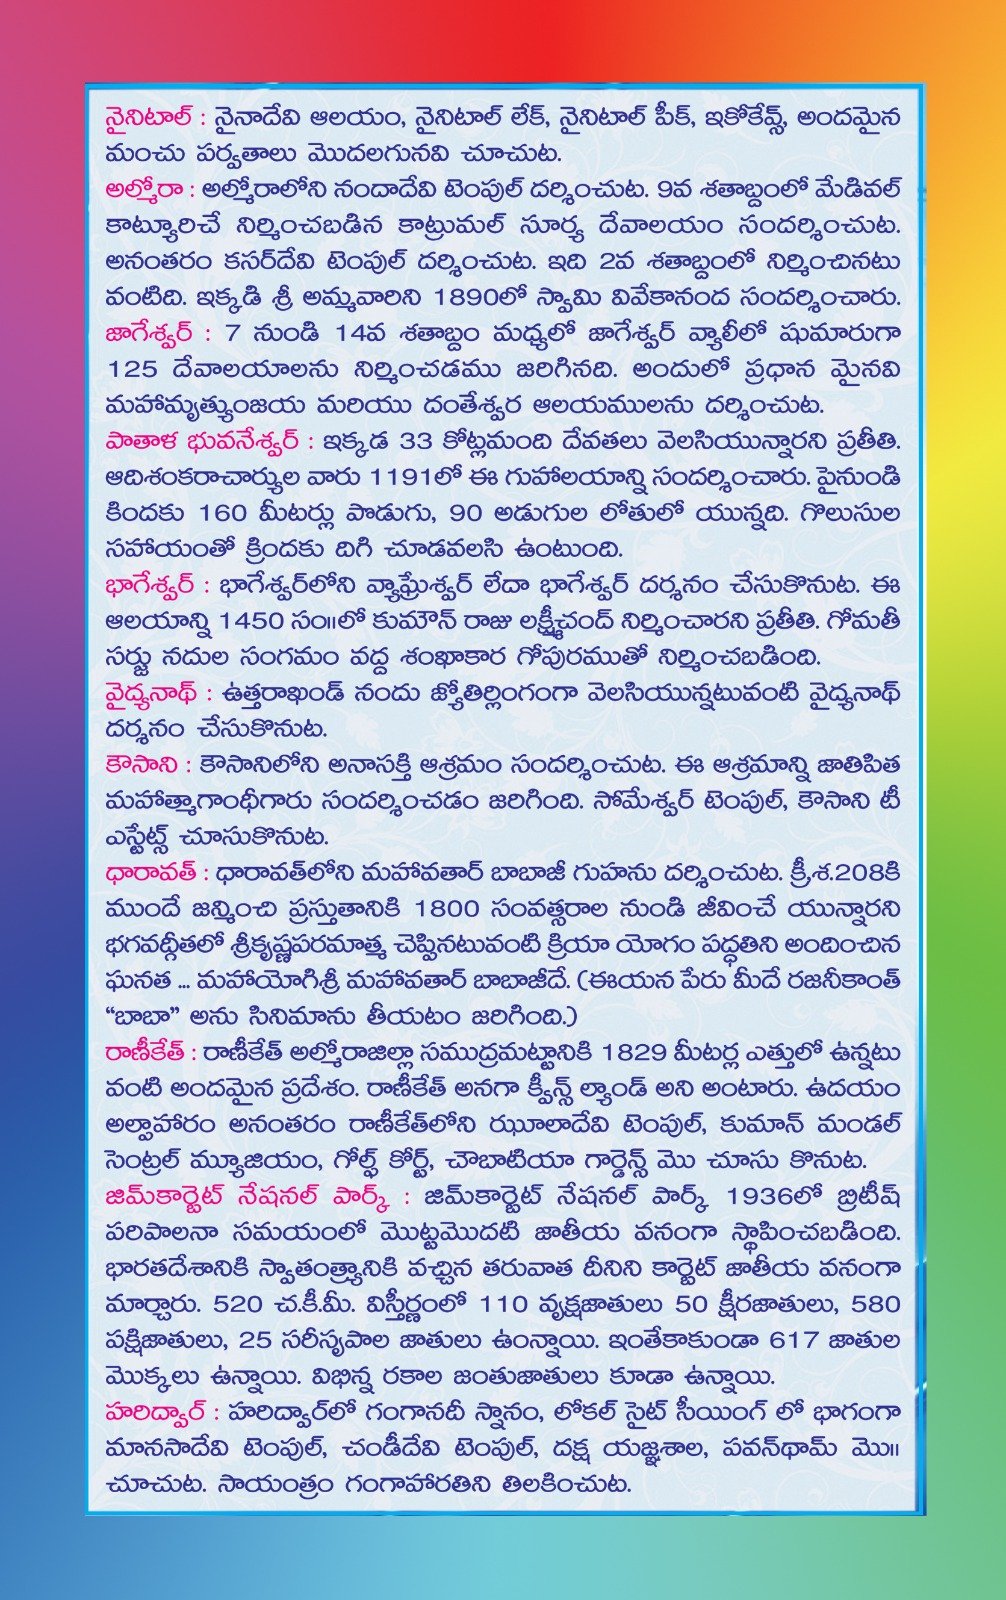 నైనిటాల్ : నైనాదేవి ఆలయం, నైనిటాల్ లేక్, నైనిటాల్ పీక్, ఇకోకేవ్స్, అందమైన
మంచు పర్వతాలు మొదలగునవి చూచుట.
అల్మోరా : అల్మోరాలోని నందాదేవి టెంపుల్ దర్శించుట. 9వ శతాబ్దంలో మేడివల్
కాట్యూరిచే నిర్మించబడిన కాట్రుమల్ సూర్య దేవాలయం సందర్శించుట.
అనంతరం కసర్‌దేవి టెంపుల్ దర్శించుట. ఇది 2వ శతాబ్దంలో నిర్మించినటు
వంటిది. ఇక్కడి శ్రీ అమ్మవారిని 1890లో స్వామి వివేకానంద సందర్శించారు.
జాగేశ్వర్ : 7 నుండి 14వ శతాబ్దం మధ్యలో జాగేశ్వర్ వ్యాలీలో షుమారుగా
125 దేవాలయాలను నిర్మించడము జరిగినది. అందులో ప్రధాన మైనవి
మహామృత్యుంజయ మరియు దంతేశ్వర ఆలయములను దర్శించుట.
పాతాళ భువనేశ్వర్ : ఇక్కడ 33 కోట్లమంది దేవతలు వెలసియున్నారని ప్రతీతి.
ఆదిశంకరాచార్యుల వారు 1191లో ఈ గుహాలయాన్ని సందర్శించారు. పైనుండి
కిందకు 160 మీటర్లు పొడుగు, 90 అడుగుల లోతులో యున్నది. గొలుసుల
సహాయంతో క్రిందకు దిగి చూడవలసి ఉంటుంది.
భాగేశ్వర్ : భాగేశ్వర్‌లోని వ్యాఘ్రేశ్వర్ లేదా భాగేశ్వర్ దర్శనం చేసుకొనుట. ఈ
ఆలయాన్ని 1450 సం॥లో కుమౌన్ రాజు లక్ష్మీచంద్ నిర్మించారని ప్రతీతి. గోమతీ
సర్జు నదుల సంగమం వద్ద శంఖాకార గోపురముతో నిర్మించబడింది.
వైద్యనాథ్ : ఉత్తరాఖండ్ నందు జ్యోతిర్లింగంగా వెలసియున్నటువంటి వైద్యనాథ్
దర్శనం చేసుకొనుట.
కౌసాని : కౌసానిలోని అనాసక్తి ఆశ్రమం సందర్శించుట. ఈ ఆశ్రమాన్ని జాతిపిత
మహాత్మాగాంధీగారు సందర్శించడం జరిగింది. సోమేశ్వర్ టెంపుల్, కౌసాని టీ
ఎస్టేట్స్ చూసుకొనుట.
ధారావత్ : ధారావత్‌లోని మహావతార్ బాబాజీ గుహను దర్శించుట. క్రీ.శ.208కి
ముందే జన్మించి ప్రస్తుతానికి 1800 సంవత్సరాల నుండి జీవించే యున్నారని
భగవద్గీతలో శ్రీకృష్ణపరమాత్మ చెప్పినటువంటి క్రియా యోగం పద్ధతిని అందించిన
ఘనత ... మహాయోగిశ్రీ మహావతార్ బాబాజీదే. (ఈయన పేరు మీదే రజనీకాంత్
“బాబా” అను సినిమాను తీయటం జరిగింది.)
రాణీకేత్ : రాణీకేత్ అల్మోరాజిల్లా సముద్రమట్టానికి 1829 మీటర్ల ఎత్తులో ఉన్నటు
వంటి అందమైన ప్రదేశం. రాణీకేత్ అనగా క్వీన్స్ ల్యాండ్ అని అంటారు. ఉదయం
అల్పాహారం అనంతరం రాణీకేత్‌లోని ఝూలాదేవి టెంపుల్, కుమాన్ మండల్
సెంట్రల్ మ్యూజియం, గోల్ఫ్ కోర్ట్, చౌబాటియా గార్డెన్స్ మొ చూసు కొనుట.
జిమ్‌కార్బెట్ నేషనల్ పార్క్ : జిమ్‌కార్బెట్ నేషనల్ పార్క్ 1936లో బ్రిటీష్
పరిపాలనా సమయంలో మొట్టమొదటి జాతీయ వనంగా స్థాపించబడింది.
భారతదేశానికి స్వాతంత్ర్యానికి వచ్చిన తరువాత దీనిని కార్బెట్ జాతీయ వనంగా
మార్చారు. 520 చ.కీ.మీ. విస్తీర్ణంలో 110 వృక్షజాతులు 50 క్షీరజాతులు, 580
పక్షిజాతులు, 25 సరీసృపాల జాతులు ఉంన్నాయి. ఇంతేకాకుండా 617 జాతుల
మొక్కలు ఉన్నాయి. విభిన్న రకాల జంతుజాతులు కూడా ఉన్నాయి.
హరిద్వార్ : హరిద్వార్‌లో గంగానదీ స్నానం, లోకల్ సైట్ సీయింగ్ లో భాగంగా
మానసాదేవి టెంపుల్, చండీదేవి టెంపుల్, దక్ష యజ్ఞశాల, పవన్‌థామ్ మొ॥
చూచుట. సాయంత్రం గంగాహారతిని తిలకించుట.